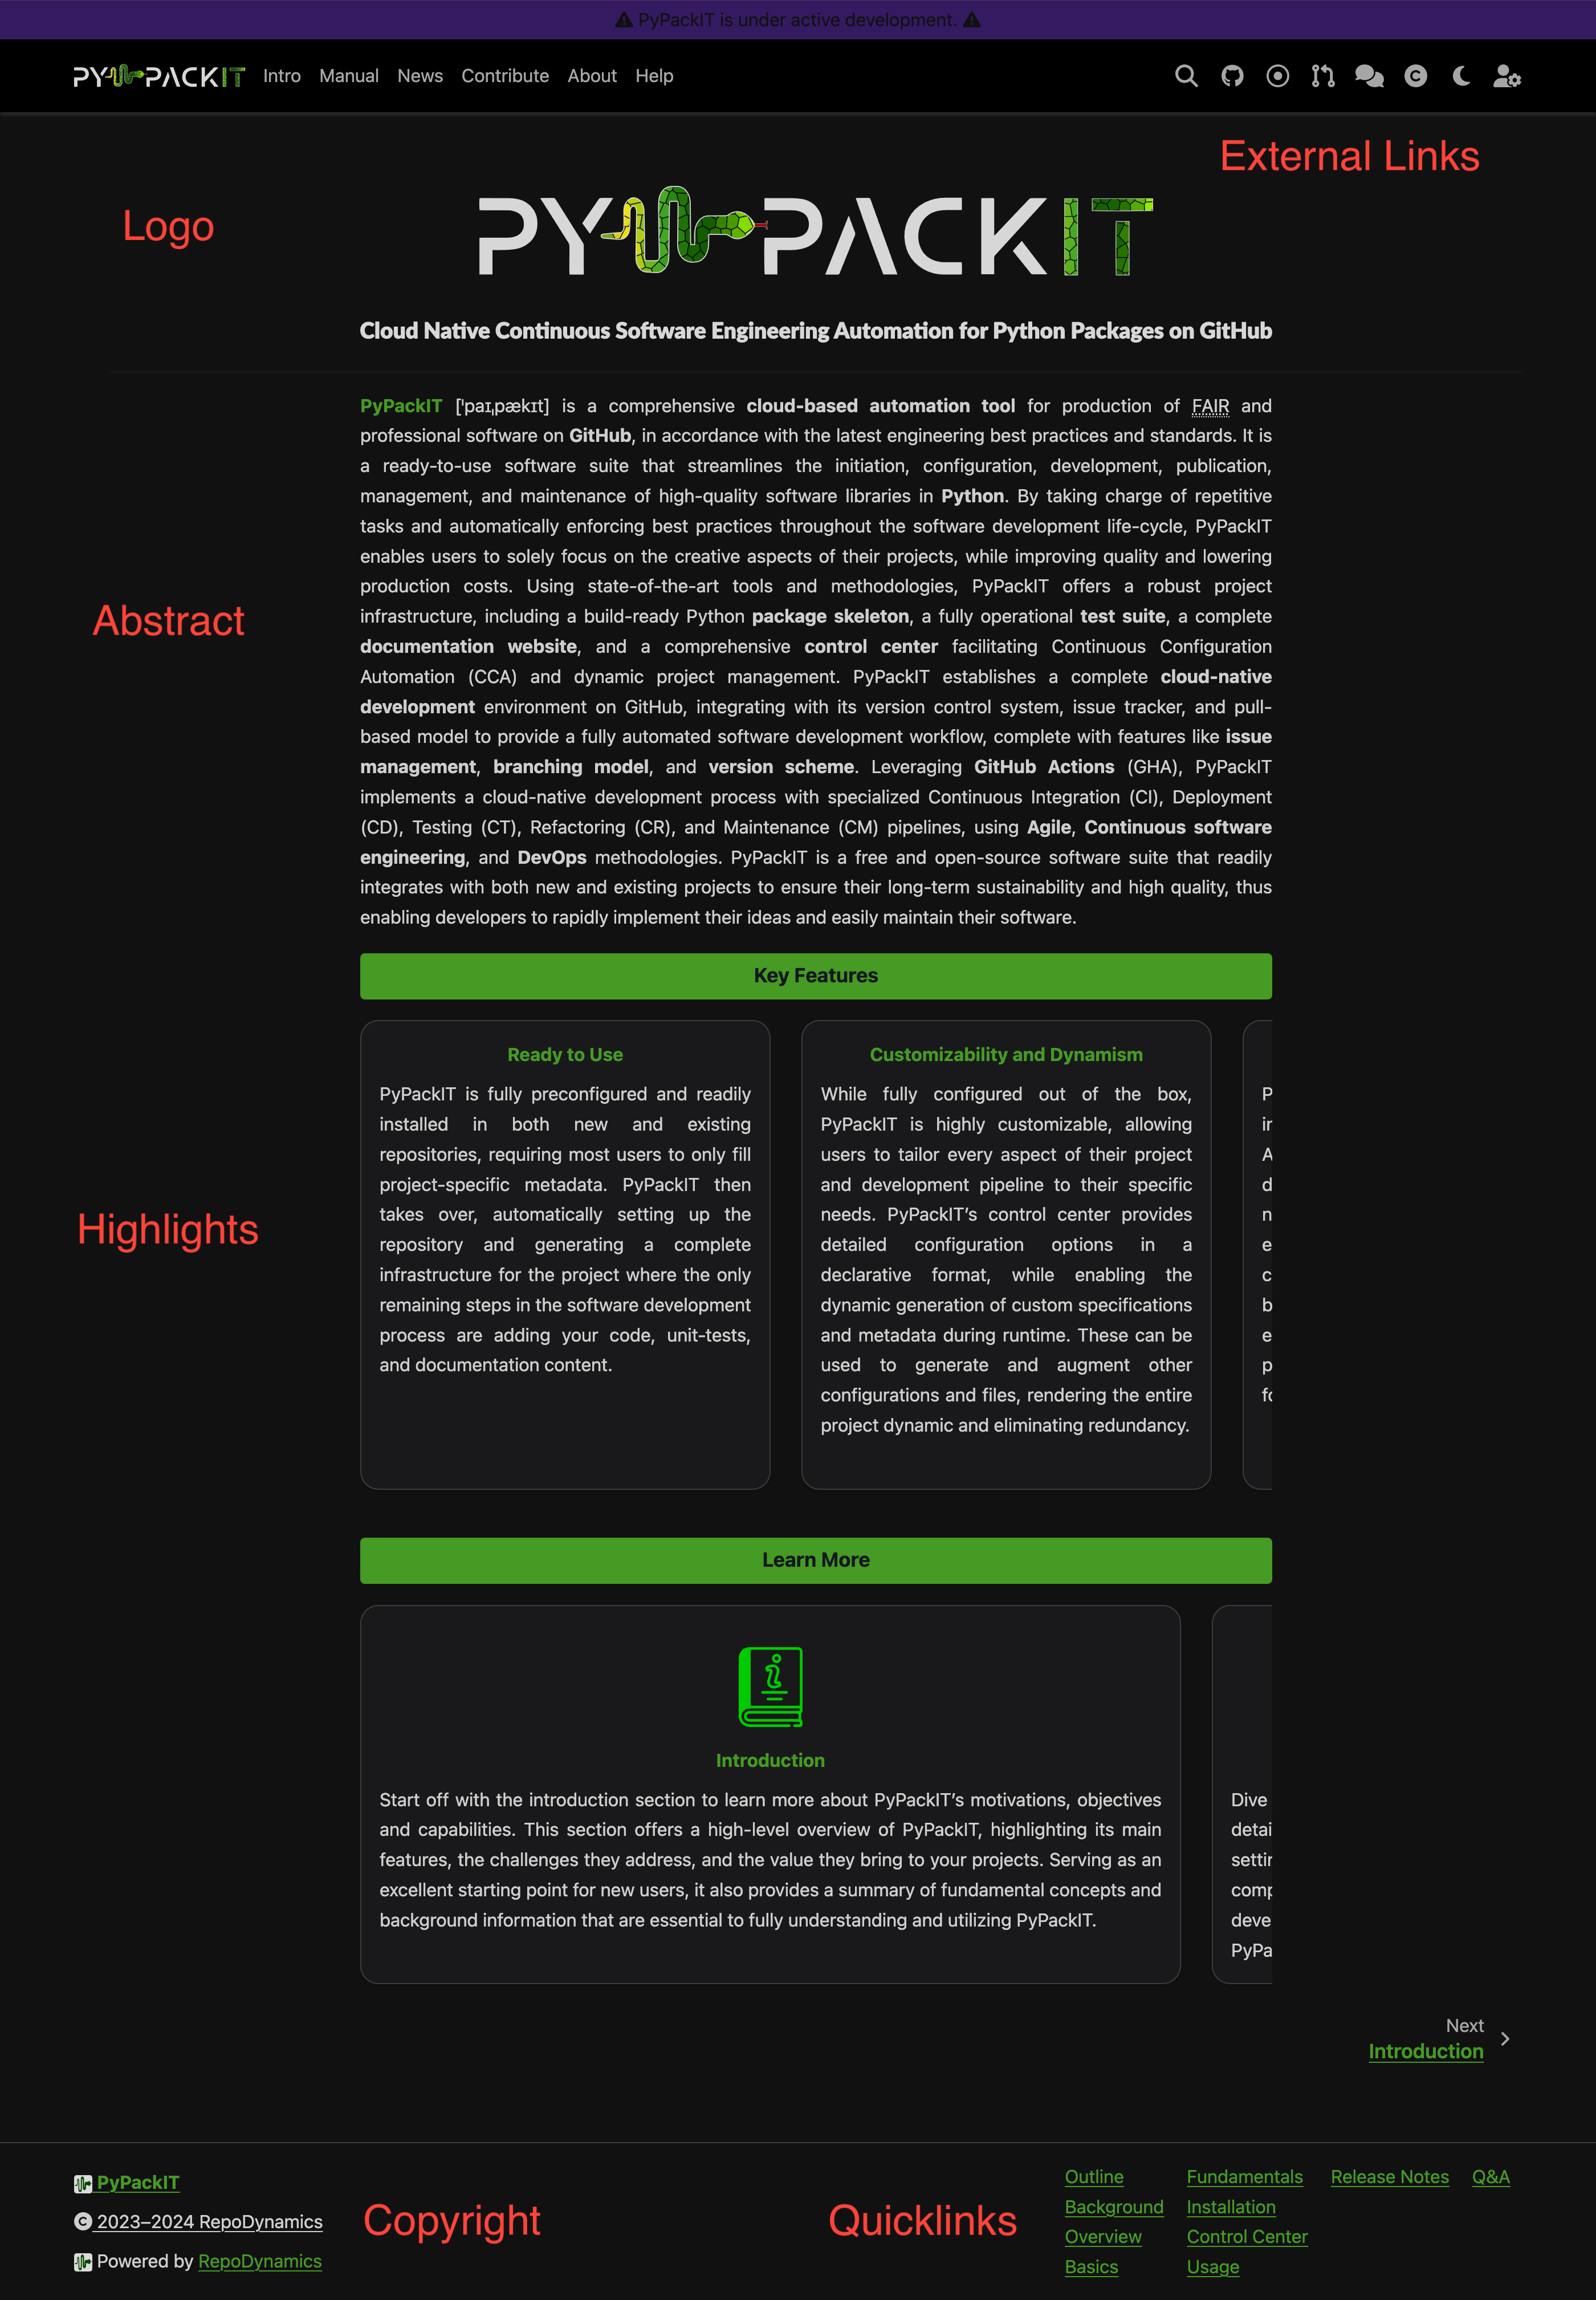 PyPackIT is under active development.
PYPACKIT Intro Manual News Contribute About Help
External Links
Logo
PYPACKIT
Cloud Native Continuous Software Engineering Automation for Python Packages on GitHub
PyPackIT [ˈpaɪˌpækɪt] is a comprehensive cloud-based automation tool for production of FAIR and
professional software on GitHub, in accordance with the latest engineering best practices and standards. It is
a ready-to-use software suite that streamlines the initiation, configuration, development, publication,
management, and maintenance of high-quality software libraries in Python. By taking charge of repetitive
tasks and automatically enforcing best practices throughout the software development life-cycle, PyPackIT
enables users to solely focus on the creative aspects of their projects, while improving quality and lowering
production costs. Using state-of-the-art tools and methodologies, PyPackIT offers a robust project
infrastructure, including a build-ready Python package skeleton, a fully operational test suite, a complete
Abstract
documentation website, and a comprehensive control center facilitating Continuous Configuration
Automation (CCA) and dynamic project management. PyPackIT establishes a complete cloud-native
development environment on GitHub, integrating with its version control system, issue tracker, and pull-
based model to provide a fully automated software development workflow, complete with features like issue
management, branching model, and version scheme. Leveraging GitHub Actions (GHA), PyPackIT
implements a cloud-native development process with specialized Continuous Integration (CI), Deployment
(CD), Testing (CT), Refactoring (CR), and Maintenance (CM) pipelines, using Agile, Continuous software
engineering, and DevOps methodologies. PyPackIT is a free and open-source software suite that readily
integrates with both new and existing projects to ensure their long-term sustainability and high quality, thus
enabling developers to rapidly implement their ideas and easily maintain their software.
Key Features
Highlights
Ready to Use
PyPackIT is fully preconfigured and readily
installed in both new and existing
repositories, requiring most users to only fill
project-specific metadata. PyPackIT then
takes over, automatically setting up the
repository and generating a complete
infrastructure for the project where the only
remaining steps in the software development
process are adding your code, unit-tests,
and documentation content.
Customizability and Dynamism
While fully configured out of the box,
PyPackIT is highly customizable, allowing
users to tailor every aspect of their project
and development pipeline to their specific
needs. PyPackIT’s control center provides
detailed configuration options in a
declarative format, while enabling the
dynamic generation of custom specifications
and metadata during runtime. These can be
used to generate and augment other
configurations and files, rendering the entire
project dynamic and eliminating redundancy.
Learn More
Introduction
Start off with the introduction section to learn more about PyPackIT’s motivations, objectives
and capabilities. This section offers a high-level overview of PyPackIT, highlighting its main
features, the challenges they address, and the value they bring to your projects. Serving as an
excellent starting point for new users, it also provides a summary of fundamental concepts and
background information that are essential to fully understanding and utilizing PyPackIT.
Dive
Next
Introduction
PyPackIT
© 2023–2024 RepoDynamics
Powered by RepoDynamics
Copyright
Quicklinks
Outline
Background
Overview
Basics
Fundamentals
Installation
Control Center
Usage
Release Notes
Q&A